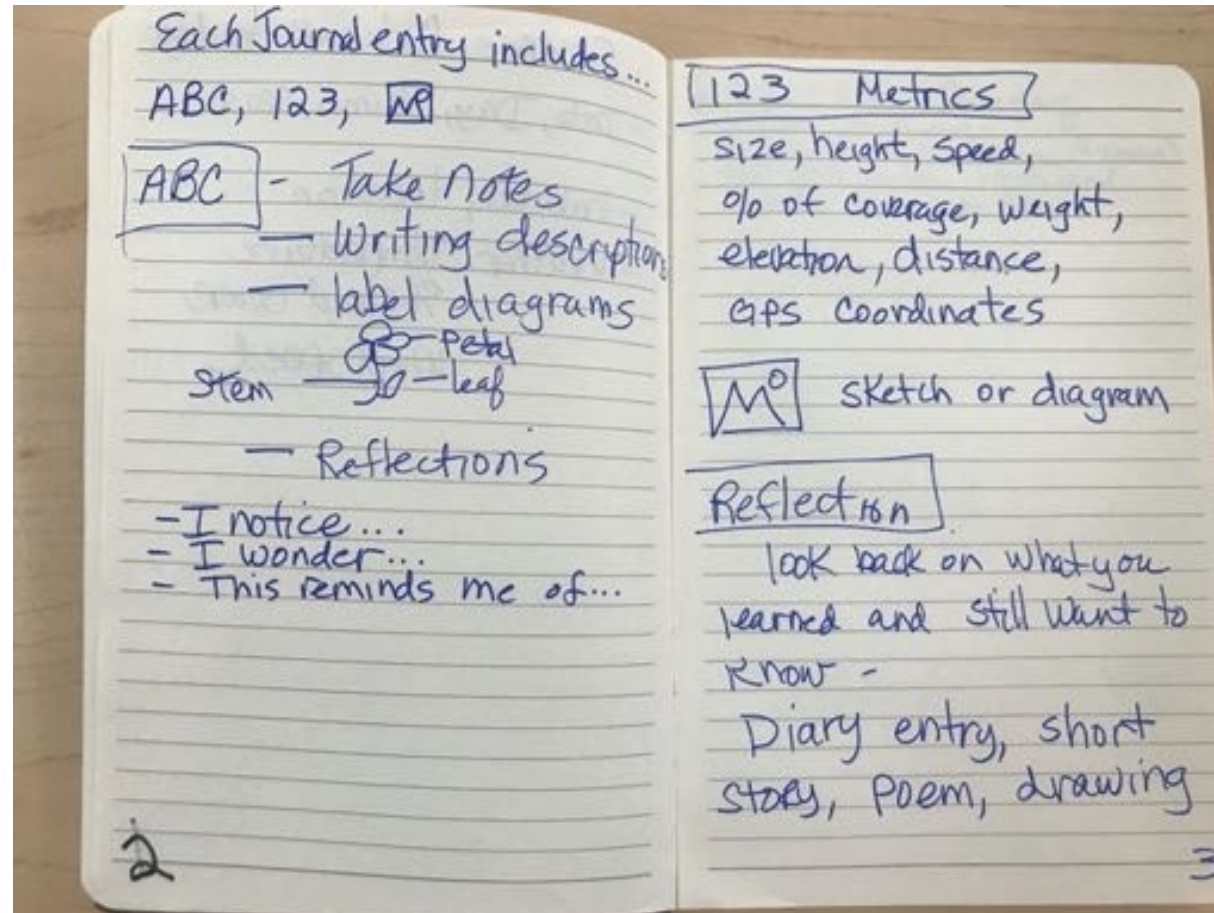 Each Journal entry includes...
ABC, 123,
ABC - Take notes
— Writing descriptions
— label diagrams
Petal
Stem leaf
— Reflections
- I notice...
- I wonder...
- This reminds me of...
2
123 Metrics
size, height, speed,
% of coverage, weight,
elevation, distance,
GPS coordinates
sketch or diagram
Reflection
look back on what you
learned and still want to
know -
Diary entry, short
story, poem, drawing
3